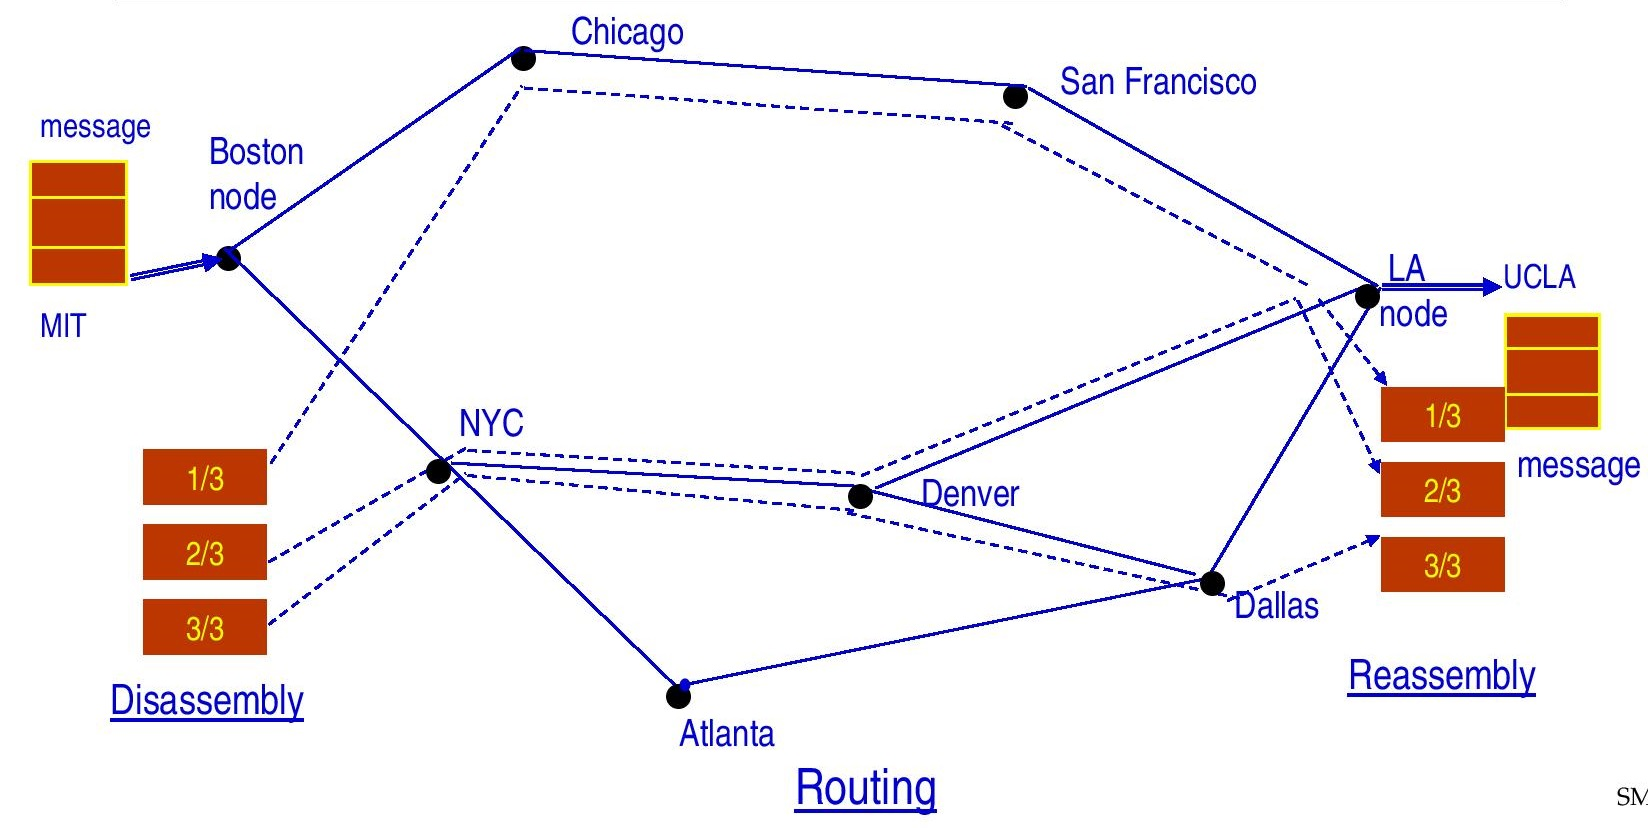 Chicago
San Francisco
message
Boston
node
LA
node
UCLA
MIT
NYC
1/3
2/3
3/3
Denver
1/3
2/3
3/3
message
Dallas
Disassembly
Reassembly
Atlanta
Routing
SM